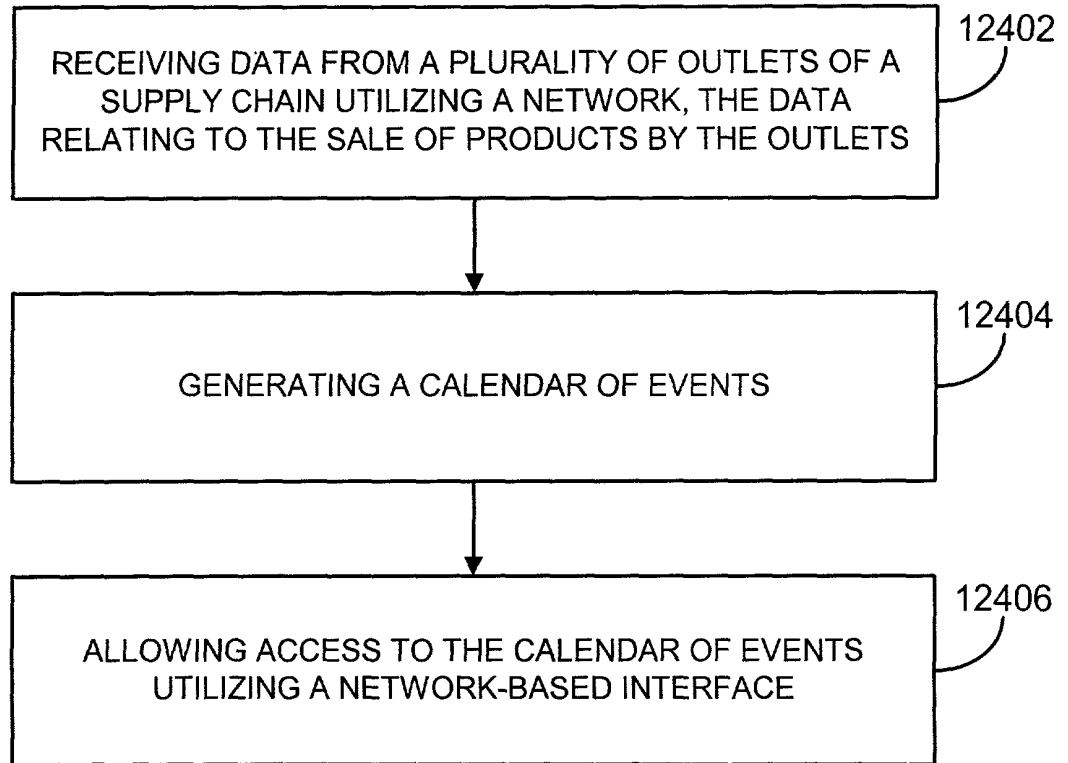 12402
RECEIVING DATA FROM A PLURALITY OF OUTLETS OF A
SUPPLY CHAIN UTILIZING A NETWORK, THE DATA
RELATING TO THE SALE OF PRODUCTS BY THE OUTLETS
12404
GENERATING A CALENDAR OF EVENTS
12406
ALLOWING ACCESS TO THE CALENDAR OF EVENTS
UTILIZING A NETWORK-BASED INTERFACE